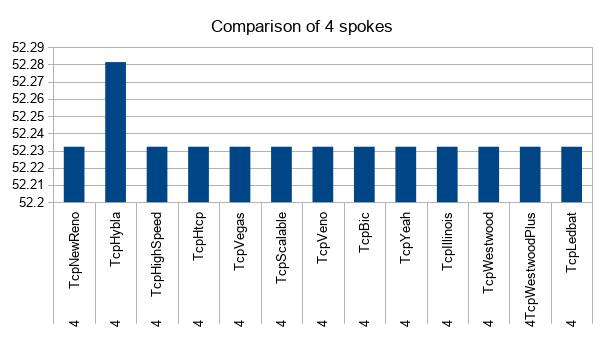 Comparison of 4 spokes
52.29
52.28
52.27
52.26
52.25
52.24
52.23
52.22
52.21
52.2
TcpNewReno
TcpHybla
TcpHighSpeed
TcpHtcp
TcpVegas
TcpScalable
TcpVeno
TcpBic
TcpYeah
TcpIllinois
TcpWestwood
TcpWestwoodPlus
TcpLedbat
4
4
4
4
4
4
4
4
4
4
4
4
4